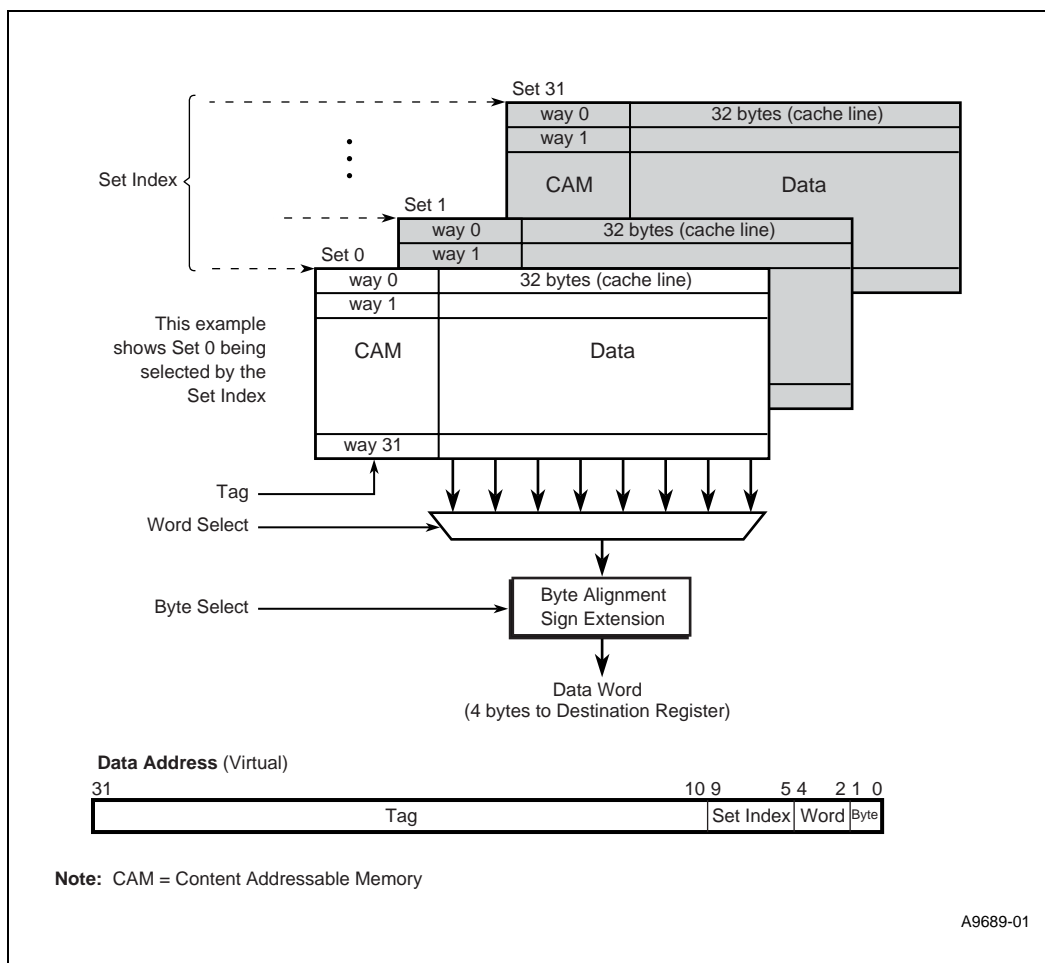 Set 31
way 0 32 bytes (cache line)
way 1
CAM Data
Set Index
Set 1
way 0 32 bytes (cache line)
way 1
Set 0
way 0 32 bytes (cache line)
way 1
This example
shows Set 0 being
selected by the
Set Index
CAM Data
way 31
Tag
Word Select
Byte Select
Byte Alignment
Sign Extension
Data Word
(4 bytes to Destination Register)
Data Address (Virtual)
31 10 9 5 4 2 1 0
Tag Set Index Word Byte
Note: CAM = Content Addressable Memory
A9689-01